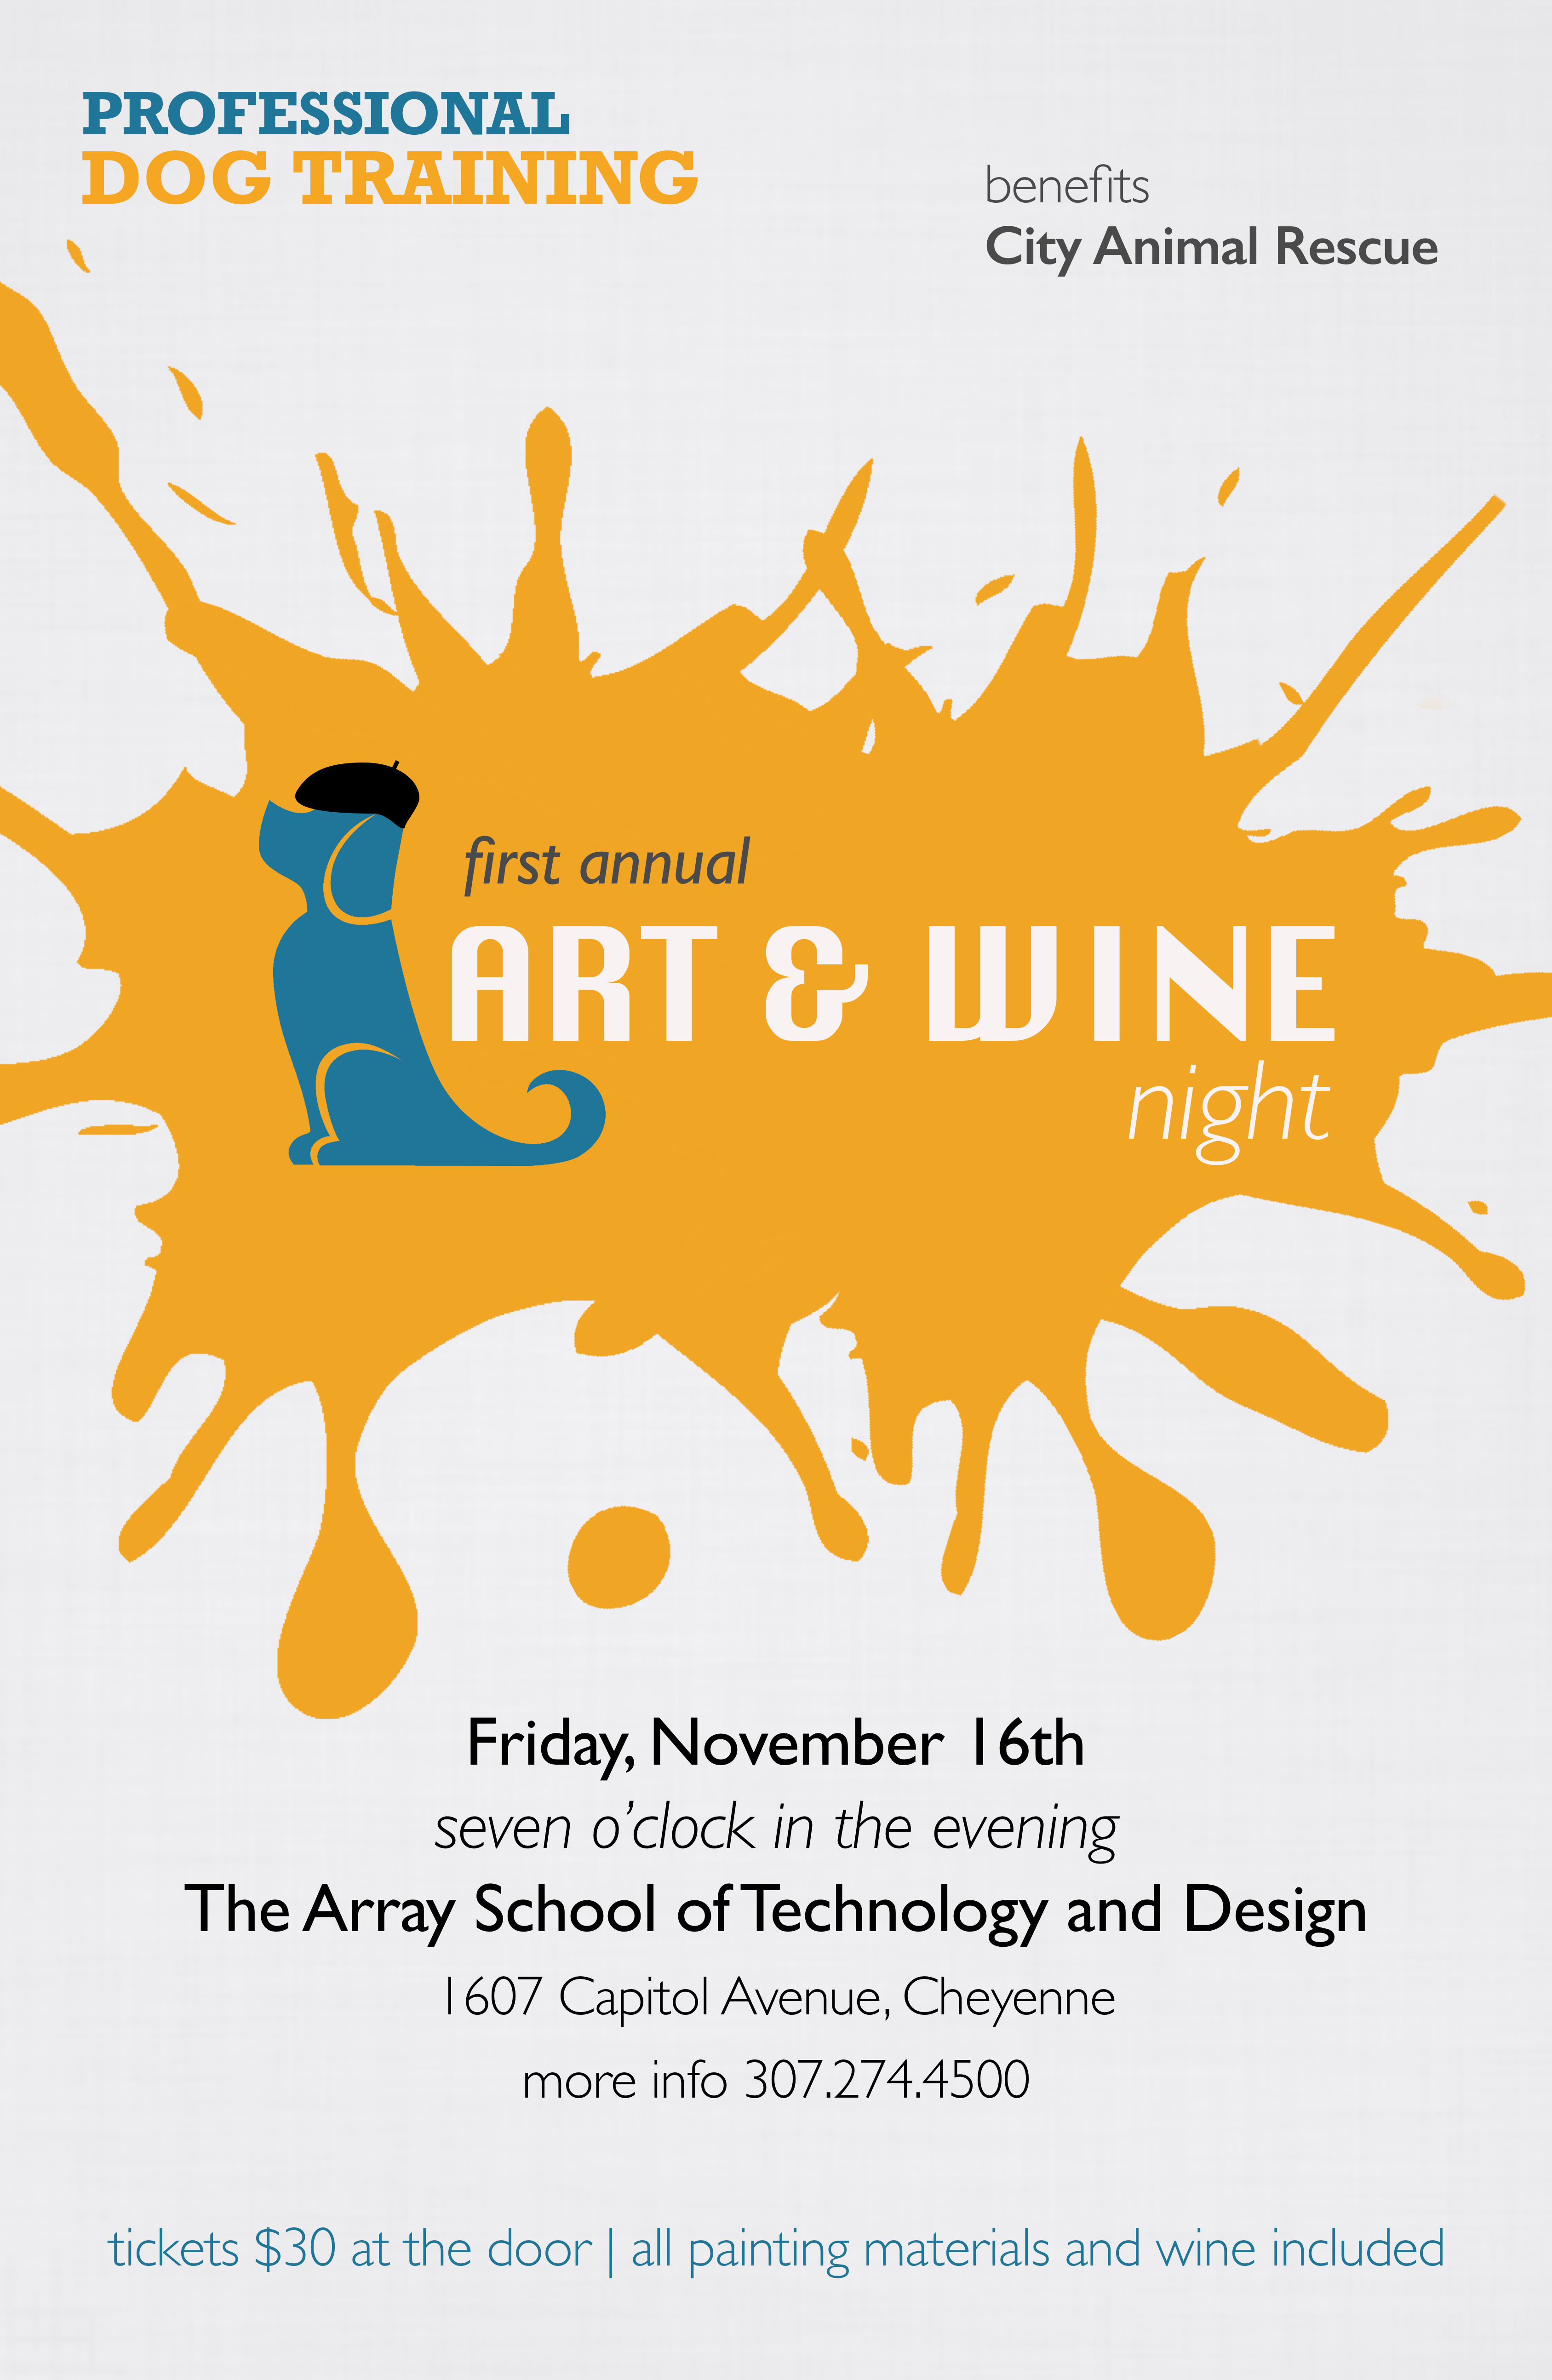 PROFESSIONAL
DOG TRAINING
benefits
City Animal Rescue
first annual
ART & WINE
night
Friday, November 16th
seven o’clock in the evening
The Array School of Technology and Design
1607 Capitol Avenue, Cheyenne
more info 307.274.4500
tickets $30 at the door | all painting materials and wine included